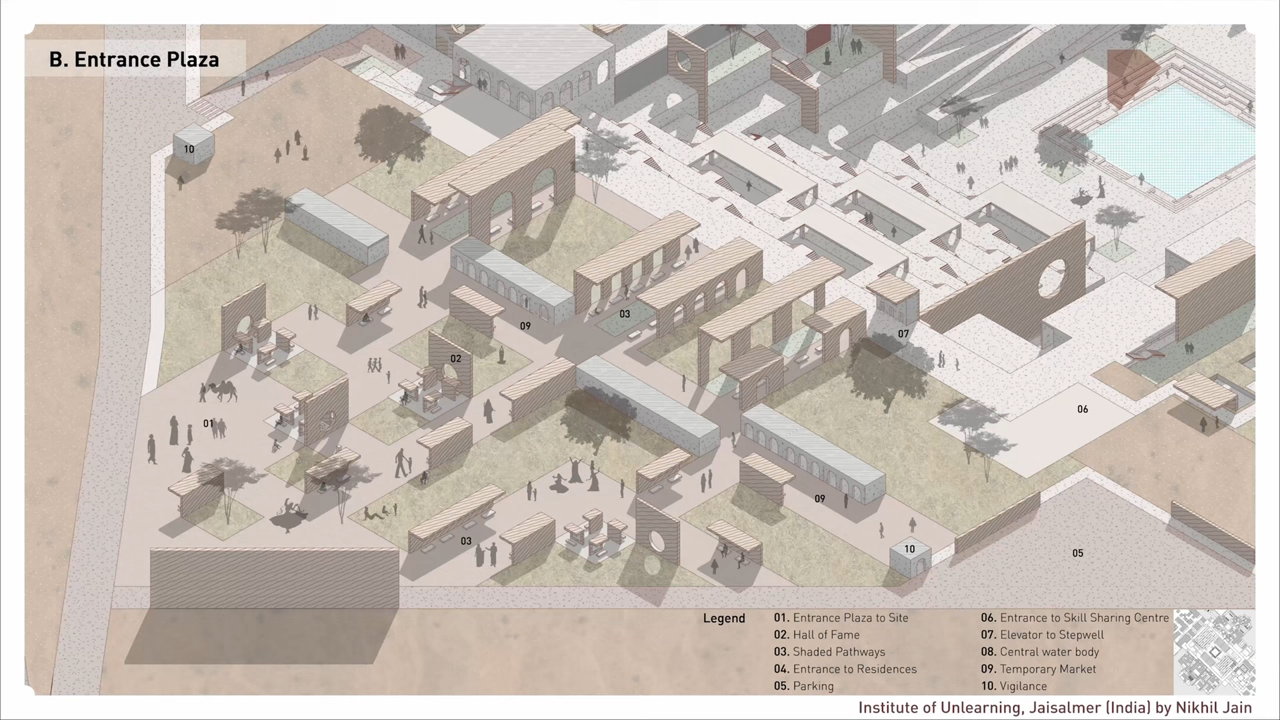 B. Entrance Plaza
10
01
02
03
09
03
07
06
09
10
05
Legend
01. Entrance Plaza to Site
02. Hall of Fame
03. Shaded Pathways
04. Entrance to Residences
05. Parking
06. Entrance to Skill Sharing Centre
07. Elevator to Stepwell
08. Central water body
09. Temporary Market
10. Vigilance
Institute of Unlearning, Jaisalmer (India) by Nikhil Jain